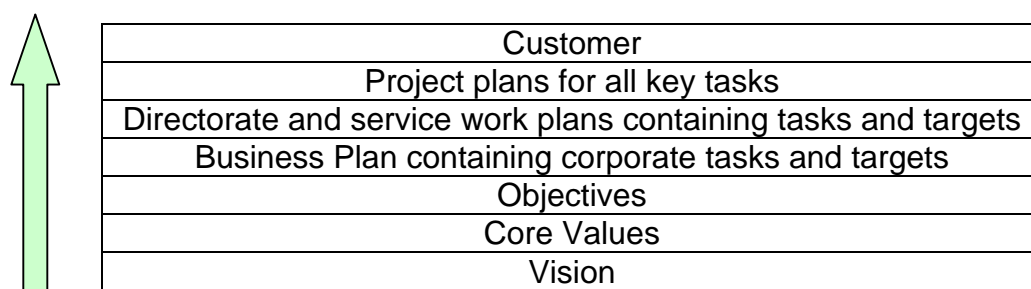 Customer
Project plans for all key tasks
Directorate and service work plans containing tasks and targets
Business Plan containing corporate tasks and targets
Objectives
Core Values
Vision